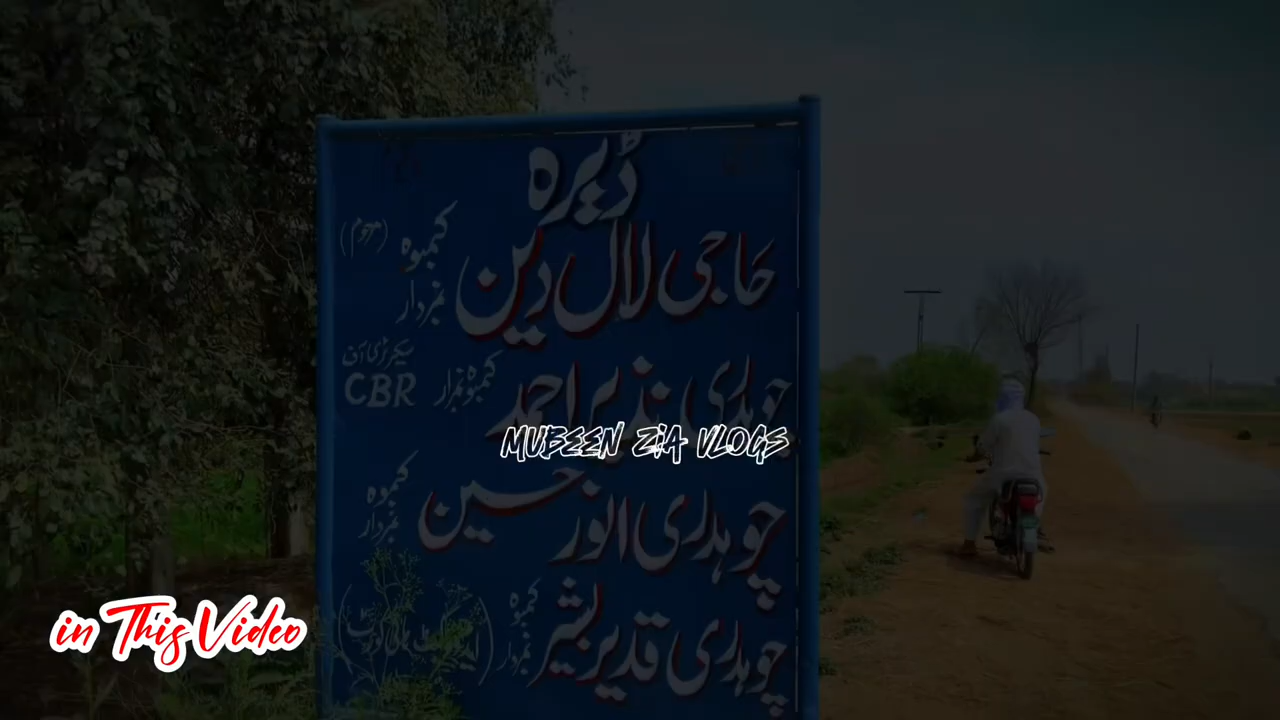 ڈیرہ
حاجی لال دین کمبوہ (مرحوم)
نمبردار
چوہدری نذیر احمد کمبوہ نمبردار
سیکرٹری آف
CBR
MUBEEN ZIA VLOGS
چوہدری انور حسین کمبوہ
نمبردار
چوہدری قدیر بشیر کمبوہ
نمبردار
in This Video